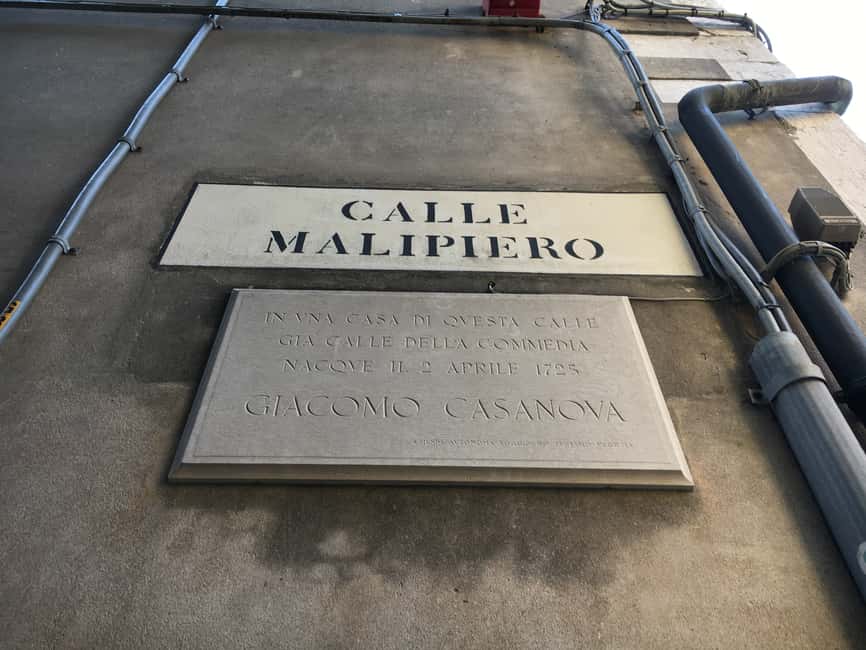 CALLE
MALIPIERO
IN VNA CASA DI QVESTA CALLE
GIA CALLE DELLA COMMEDIA
NACQVE IL 2 APRILE 1725
GIACOMO CASANOVA